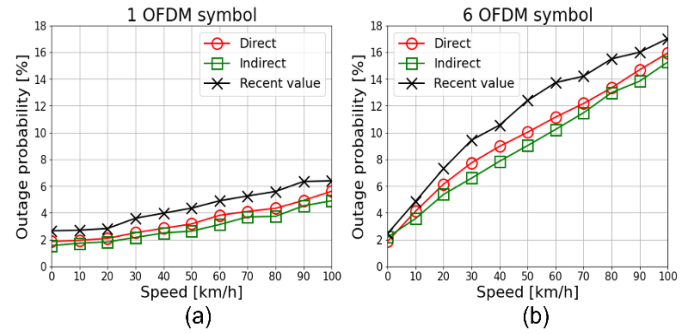 1 OFDM symbol
Outage probability [%]
18
16
14
12
10
8
6
4
2
0
Direct
Indirect
Recent value
0 10 20 30 40 50 60 70 80 90 100
Speed [km/h]
(a)
6 OFDM symbol
Outage probability [%]
18
16
14
12
10
8
6
4
2
0
Direct
Indirect
Recent value
0 10 20 30 40 50 60 70 80 90 100
Speed [km/h]
(b)